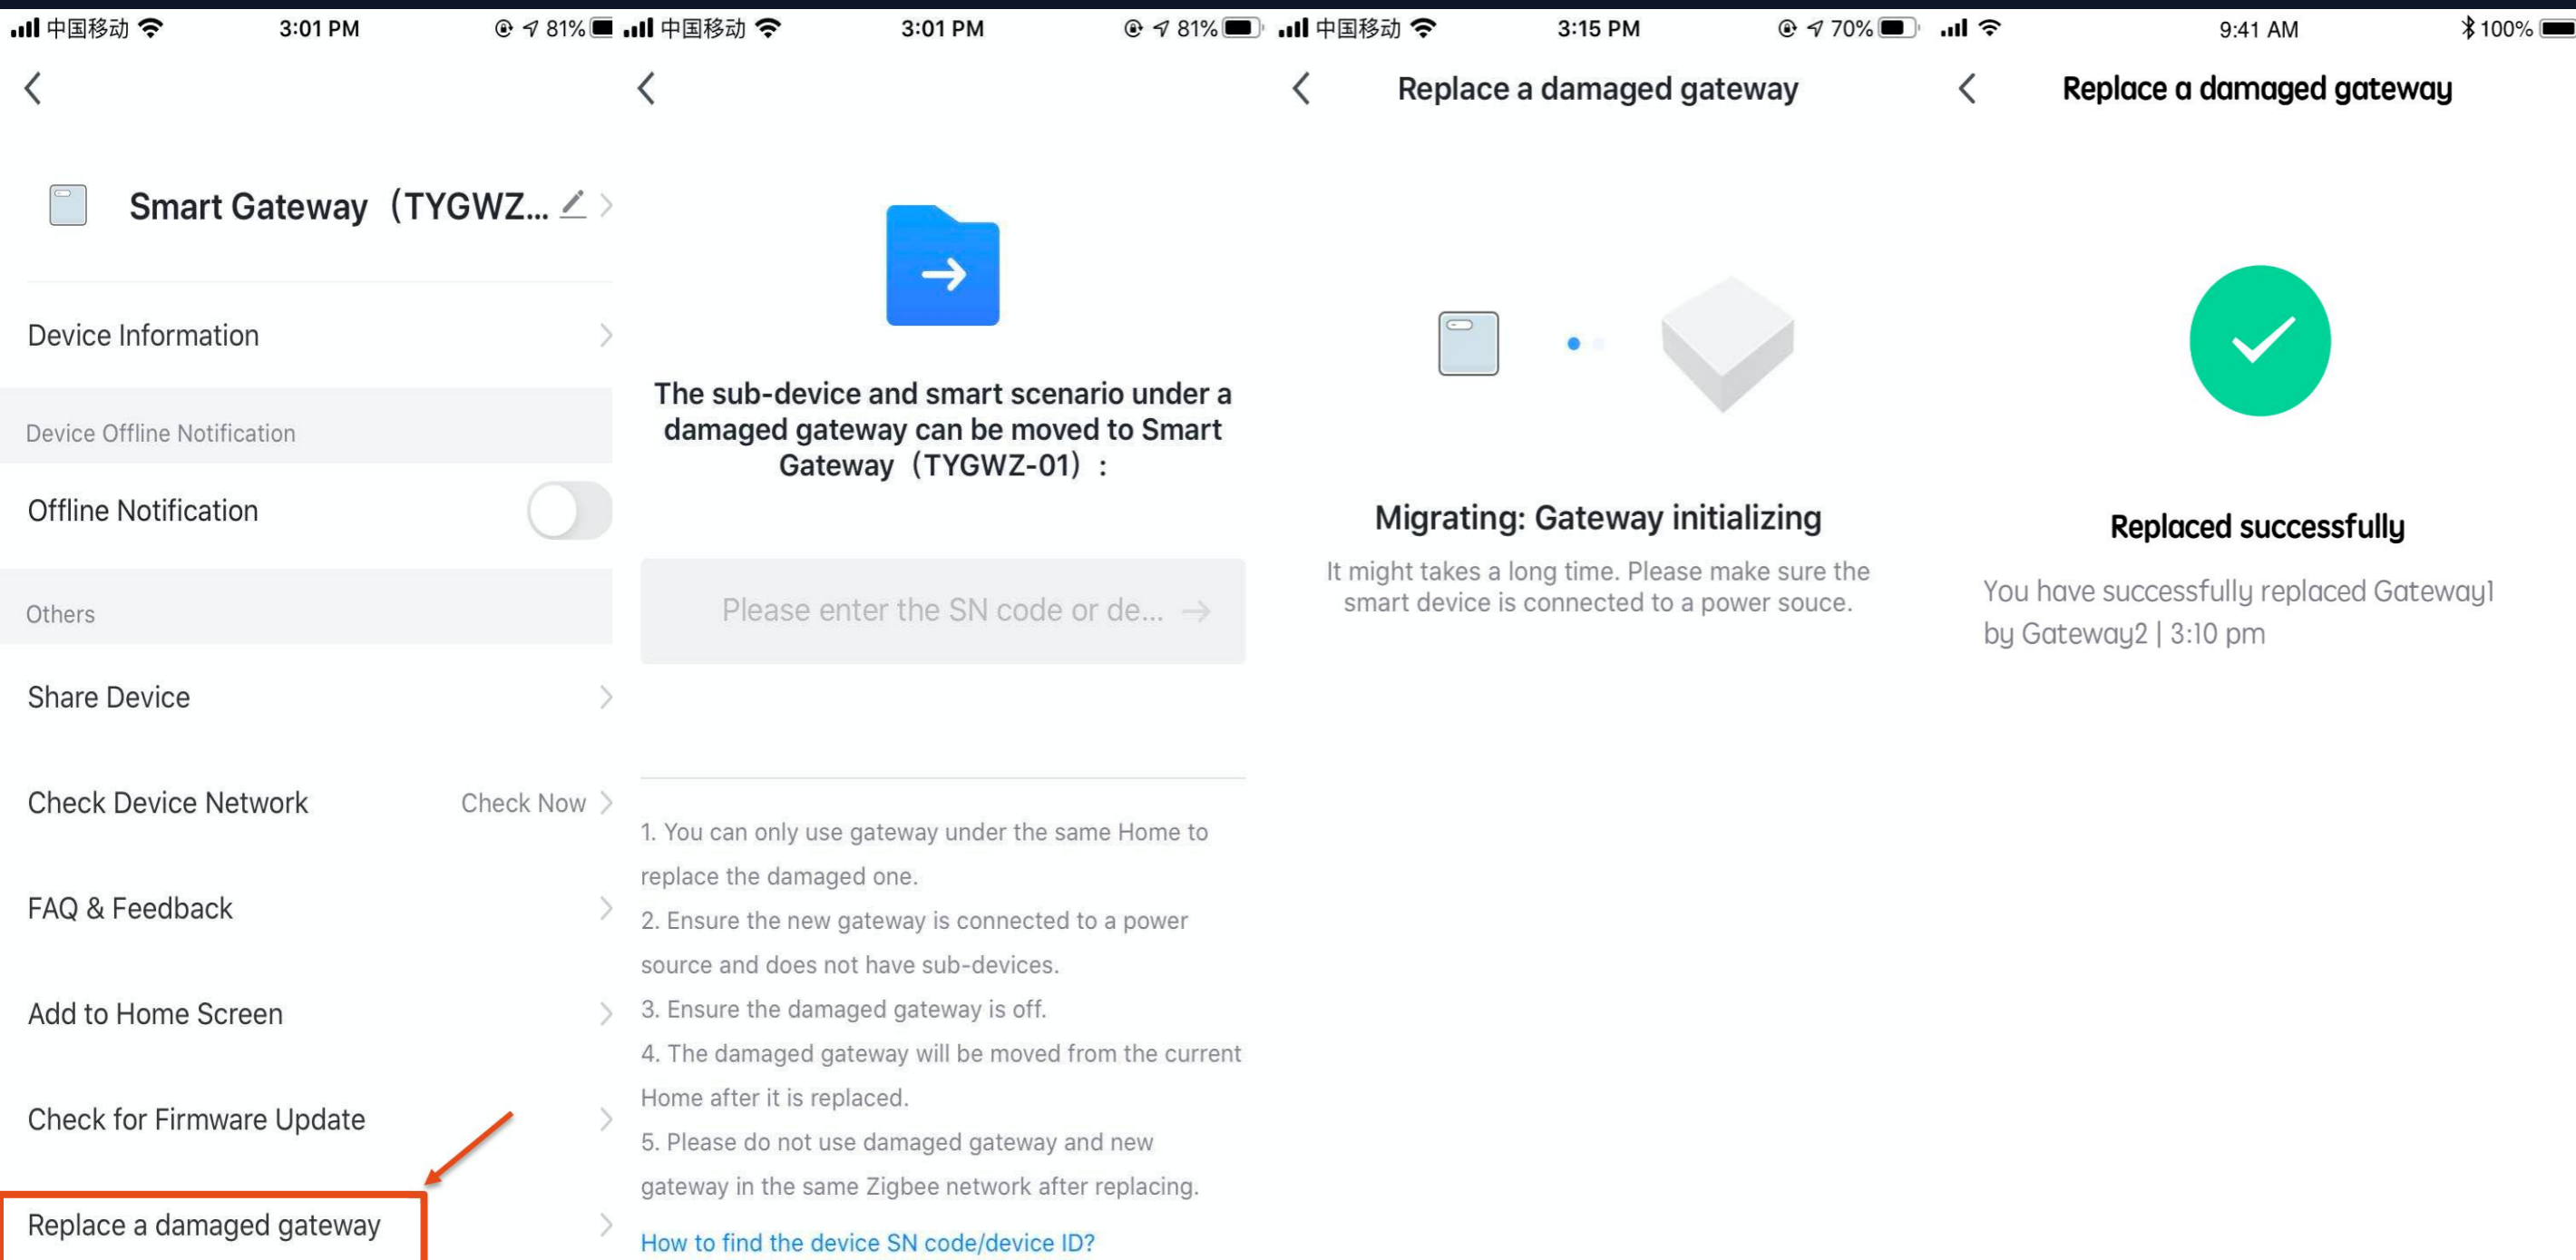 中国移动 3:01 PM 81%
Smart Gateway（TYGWZ...
Device Information
Device Offline Notification
Offline Notification
Others
Share Device
Check Device Network Check Now
FAQ & Feedback
Add to Home Screen
Check for Firmware Update
Replace a damaged gateway
中国移动 3:01 PM 81%
The sub-device and smart scenario under a
damaged gateway can be moved to Smart
Gateway（TYGWZ-01）:
Please enter the SN code or de...
1. You can only use gateway under the same Home to
replace the damaged one.
2. Ensure the new gateway is connected to a power
source and does not have sub-devices.
3. Ensure the damaged gateway is off.
4. The damaged gateway will be moved from the current
Home after it is replaced.
5. Please do not use damaged gateway and new
gateway in the same Zigbee network after replacing.
How to find the device SN code/device ID?
中国移动 3:15 PM 70%
Replace a damaged gateway
Migrating: Gateway initializing
It might takes a long time. Please make sure the
smart device is connected to a power souce.
9:41 AM 100%
Replace a damaged gateway
Replaced successfully
You have successfully replaced Gateway1
by Gateway2 | 3:10 pm